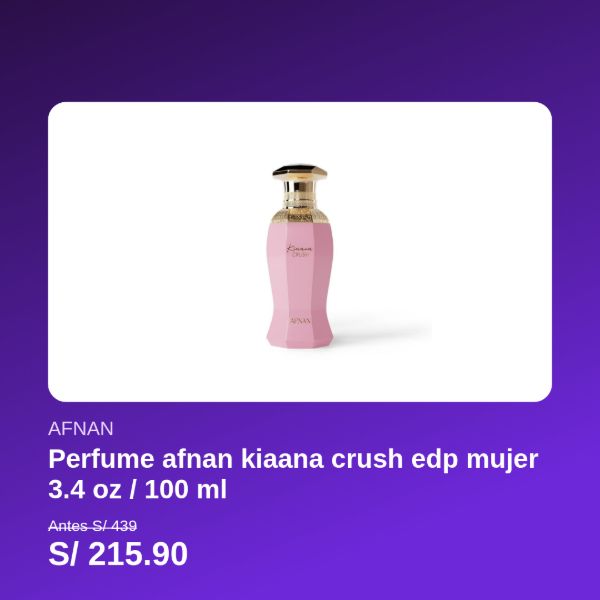 Kiaana
CRUSH
AFNAN
AFNAN
Perfume afnan kiaana crush edp mujer
3.4 oz / 100 ml
Antes S/ 439
S/ 215.90